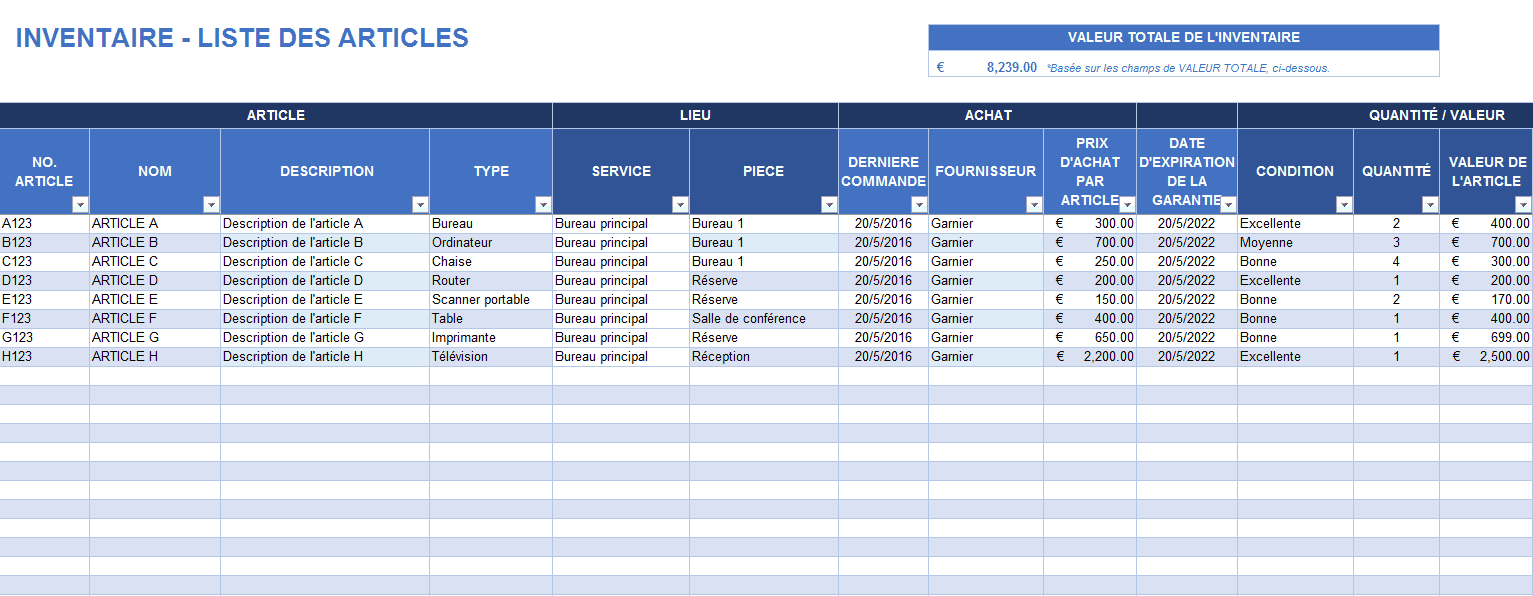 INVENTAIRE - LISTE DES ARTICLES
VALEUR TOTALE DE L'INVENTAIRE
€ 8,239.00 *Basée sur les champs de VALEUR TOTALE, ci-dessous.
ARTICLE LIEU ACHAT QUANTITÉ / VALEUR
NO. ARTICLE NOM DESCRIPTION TYPE SERVICE PIECE DERNIERE COMMANDE FOURNISSEUR PRIX D'ACHAT PAR ARTICLE DATE D'EXPIRATION DE LA GARANTIE CONDITION QUANTITÉ VALEUR DE L'ARTICLE
A123 ARTICLE A Description de l'article A Bureau Bureau principal Bureau 1 20/5/2016 Garnier € 300.00 20/5/2022 Excellente 2 € 400.00
B123 ARTICLE B Description de l'article B Ordinateur Bureau principal Bureau 1 20/5/2016 Garnier € 700.00 20/5/2022 Moyenne 3 € 700.00
C123 ARTICLE C Description de l'article C Chaise Bureau principal Bureau 1 20/5/2016 Garnier € 250.00 20/5/2022 Bonne 4 € 300.00
D123 ARTICLE D Description de l'article D Router Bureau principal Réserve 20/5/2016 Garnier € 200.00 20/5/2022 Excellente 1 € 200.00
E123 ARTICLE E Description de l'article E Scanner portable Bureau principal Réserve 20/5/2016 Garnier € 150.00 20/5/2022 Bonne 2 € 170.00
F123 ARTICLE F Description de l'article F Table Bureau principal Salle de conférence 20/5/2016 Garnier € 400.00 20/5/2022 Bonne 1 € 400.00
G123 ARTICLE G Description de l'article G Imprimante Bureau principal Réserve 20/5/2016 Garnier € 650.00 20/5/2022 Bonne 1 € 699.00
H123 ARTICLE H Description de l'article H Télévision Bureau principal Réception 20/5/2016 Garnier € 2,200.00 20/5/2022 Excellente 1 € 2,500.00